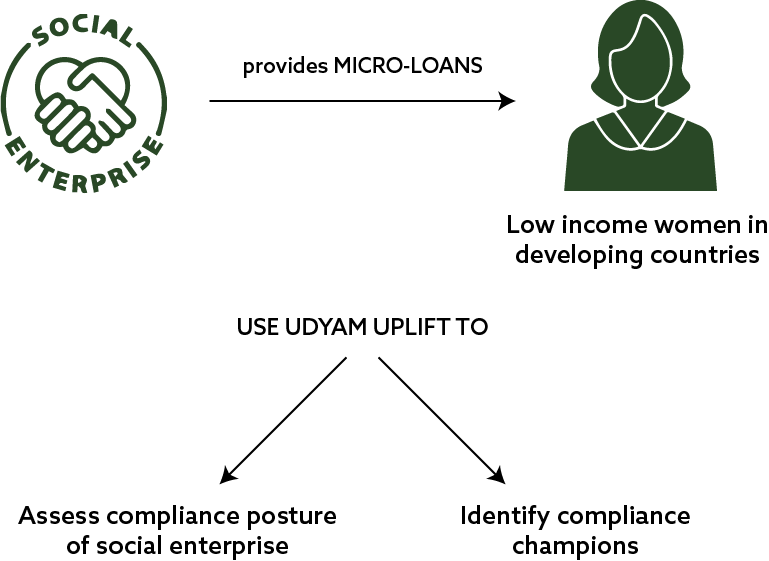 SOCIAL
ENTERPRISE
provides MICRO-LOANS
Low income women in
developing countries
USE UDYAM UPLIFT TO
Assess compliance posture
of social enterprise
Identify compliance
champions